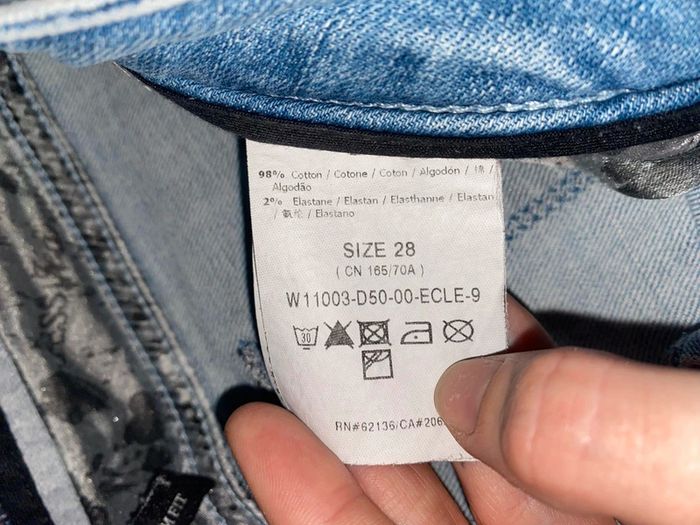 98% Cotton / Cotone / Coton / Algodón / 棉 /
Algodão
2% Elastane / Elastan / Elasthanne / Elastan
/ 氨纶 / Elastano
SIZE 28
( CN 165/70A )
W11003-D50-00-ECLE-9
30
RN#62136/CA#206
FIT